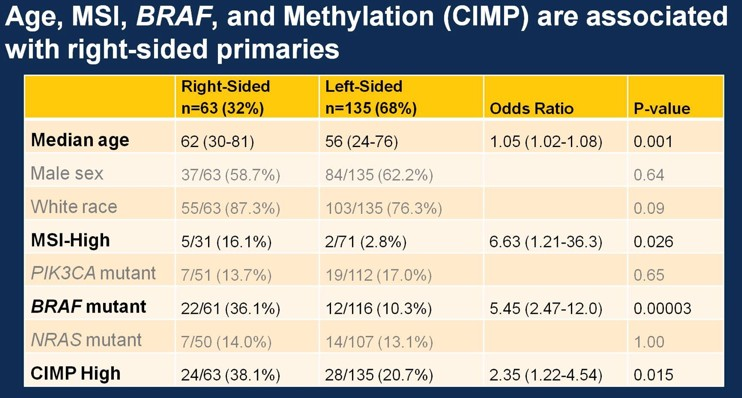 Age, MSI, BRAF, and Methylation (CIMP) are associated
with right-sided primaries
Right-Sided n=63 (32%) Left-Sided n=135 (68%) Odds Ratio P-value
Median age 62 (30-81) 56 (24-76) 1.05 (1.02-1.08) 0.001
Male sex 37/63 (58.7%) 84/135 (62.2%) 0.64
White race 55/63 (87.3%) 103/135 (76.3%) 0.09
MSI-High 5/31 (16.1%) 2/71 (2.8%) 6.63 (1.21-36.3) 0.026
PIK3CA mutant 7/51 (13.7%) 19/112 (17.0%) 0.65
BRAF mutant 22/61 (36.1%) 12/116 (10.3%) 5.45 (2.47-12.0) 0.00003
NRAS mutant 7/50 (14.0%) 14/107 (13.1%) 1.00
CIMP High 24/63 (38.1%) 28/135 (20.7%) 2.35 (1.22-4.54) 0.015